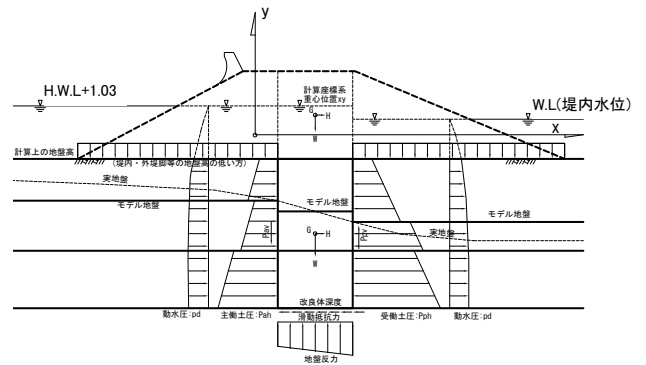 y
H.W.L+1.03
計算座標系
重心位置xy
G
H
W
W.L(堤内水位)
x
計算上の地盤高
(堤内・外堤脚等の地盤高の低い方)
実地盤
モデル地盤
モデル地盤
モデル地盤
実地盤
Pav
Ppv
G
H
W
改良体深度
動水圧:pd
主働土圧:Pah
滑動抵抗力
受働土圧:Pph
動水圧:pd
地盤反力